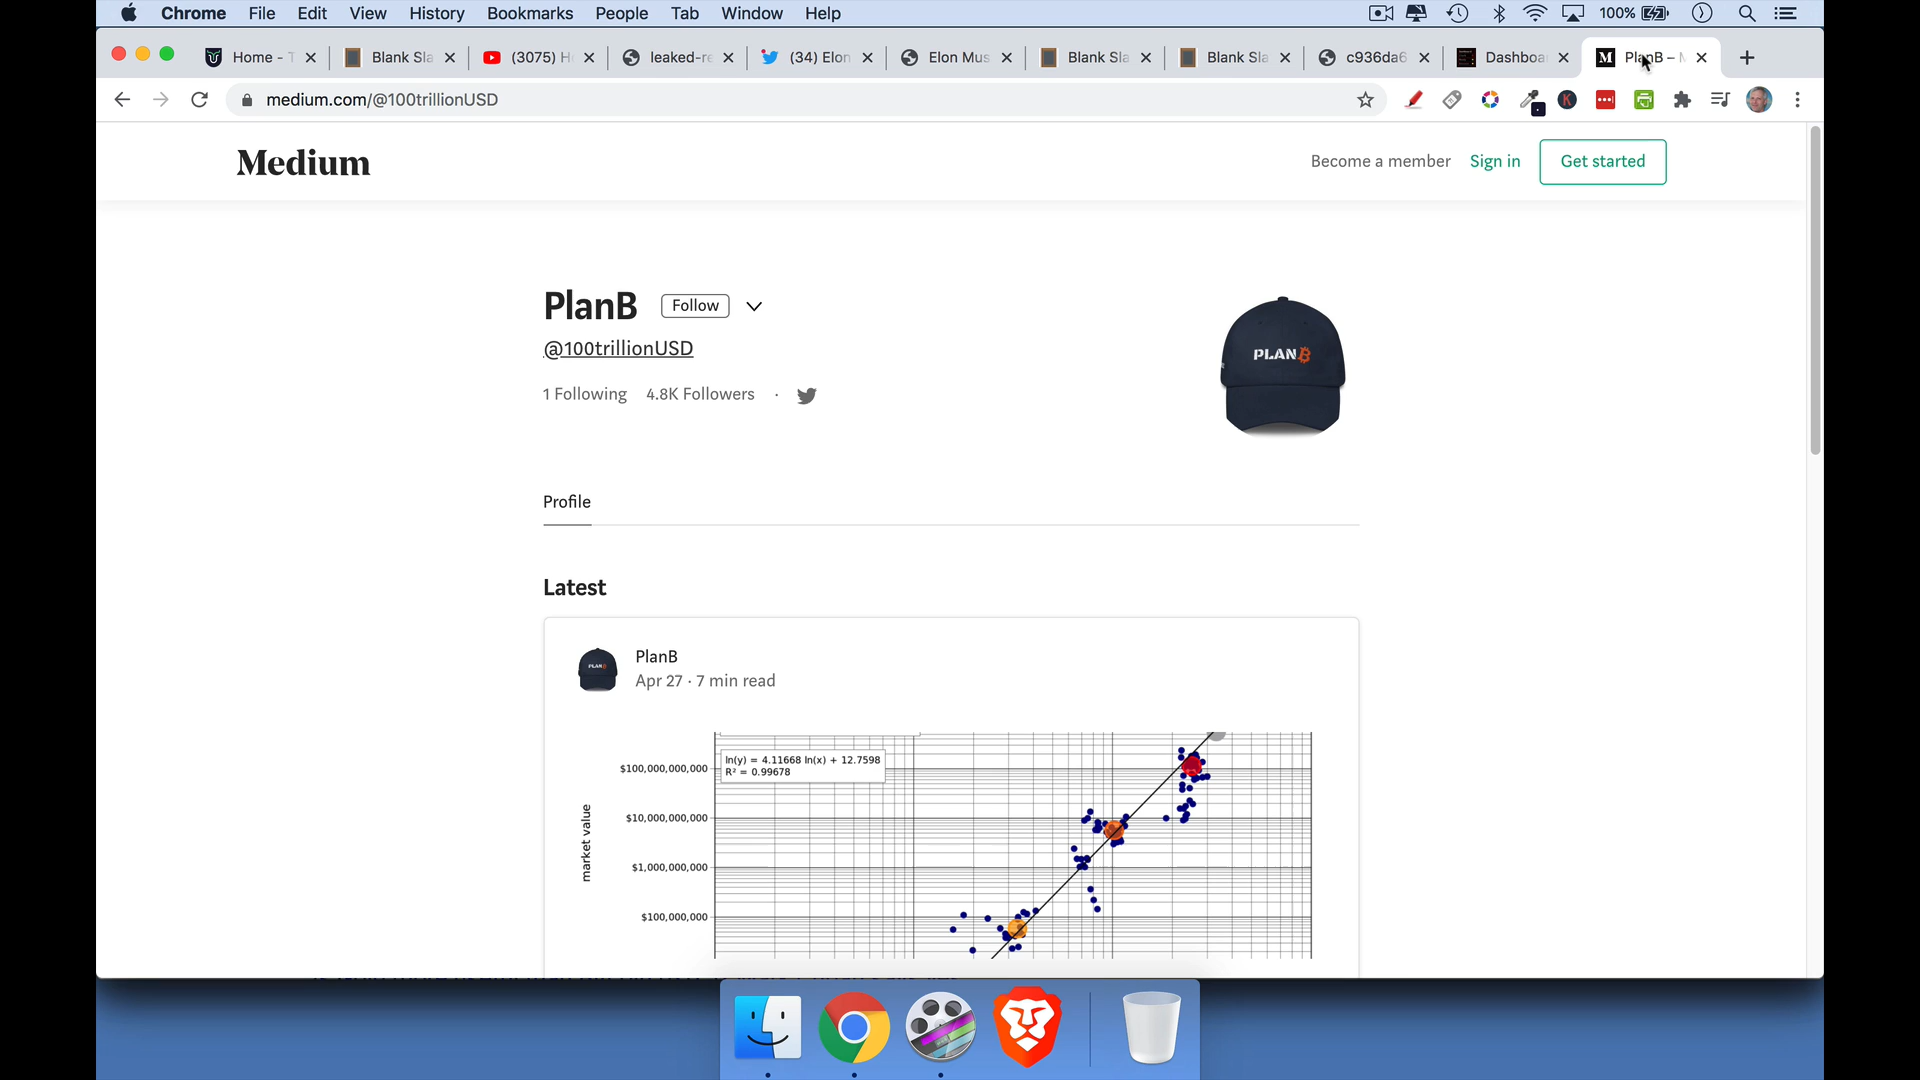 Chrome File Edit View History Bookmarks People Tab Window Help 100%
Home - T Blank Sla (3075) H leaked-re (34) Elon Elon Mus Blank Sla Blank Sla c936da6 Dashboa PlanB – M
medium.com/@100trillionUSD
Medium
Become a member Sign in Get started
PlanB Follow
@100trillionUSD
1 Following 4.8K Followers ·
PLANB
Profile
Latest
PlanB
Apr 27 · 7 min read
ln(y) = 4.11668 ln(x) + 12.7598
R² = 0.99678
$100,000,000,000
$10,000,000,000
$1,000,000,000
$100,000,000
market value